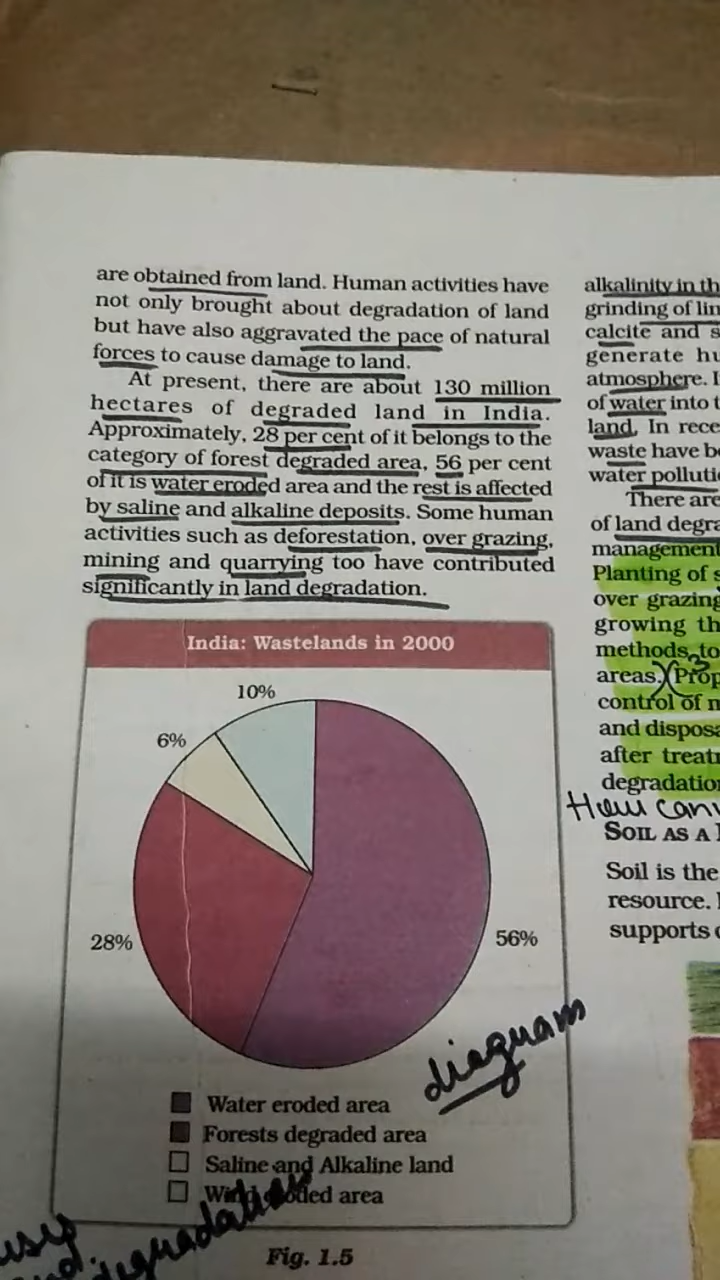 are obtained from land. Human activities have
not only brought about degradation of land
but have also aggravated the pace of natural
forces to cause damage to land.
At present, there are about 130 million
hectares of degraded land in India.
Approximately, 28 per cent of it belongs to the
category of forest degraded area, 56 per cent
of it is water eroded area and the rest is affected
by saline and alkaline deposits. Some human
activities such as deforestation, over grazing,
mining and quarrying too have contributed
significantly in land degradation.
India: Wastelands in 2000
10%
6%
28%
56%
diagram
Water eroded area
Forests degraded area
Saline and Alkaline land
Wind eroded area
degradation
Fig. 1.5
alkalinity in th
grinding of lim
calcite and s
generate hu
atmosphere. I
of water into t
land. In rece
waste have be
water polluti
There are
of land degra
management
Planting of s
over grazing
growing th
methods to
areas. Prop
control of m
and dispos
after treat
degradation
How can
SOIL AS A
Soil is the
resource.
supports